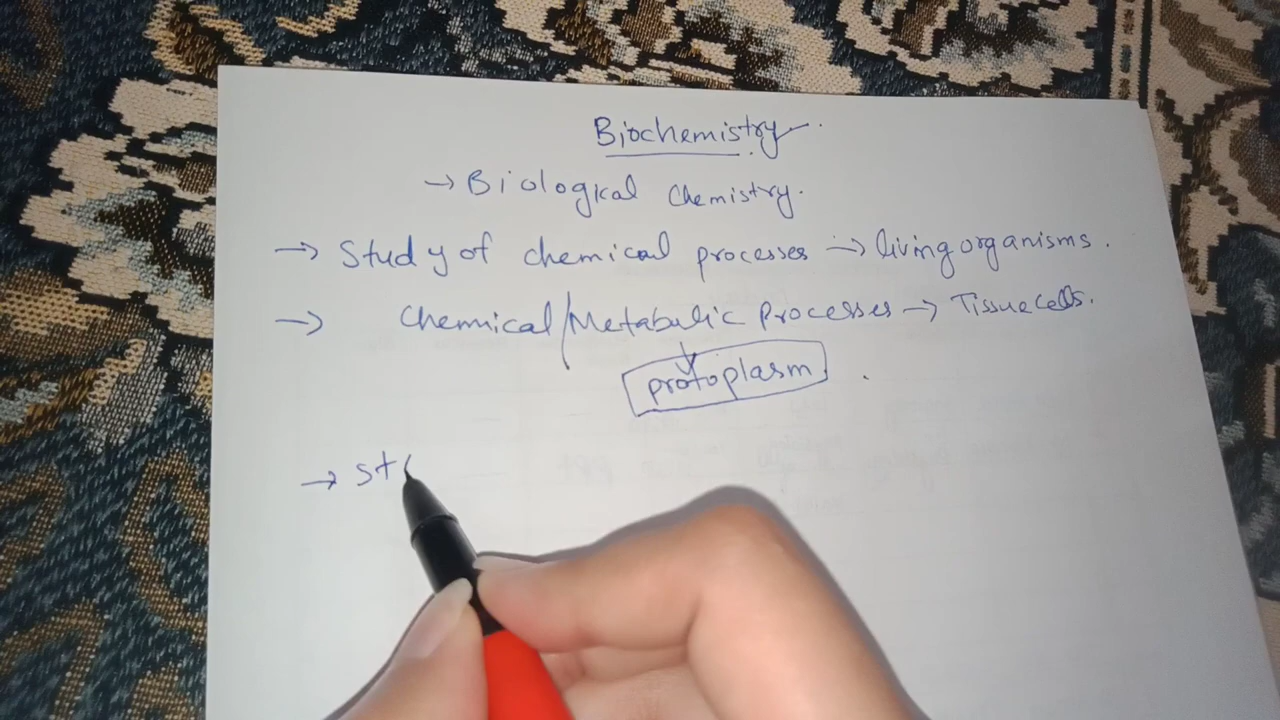 Biochemistry.
→ Biological Chemistry.
→ Study of chemical processes → living organisms.
→ Chemical/Metabolic Processes → Tissue cells.
protoplasm
→ st